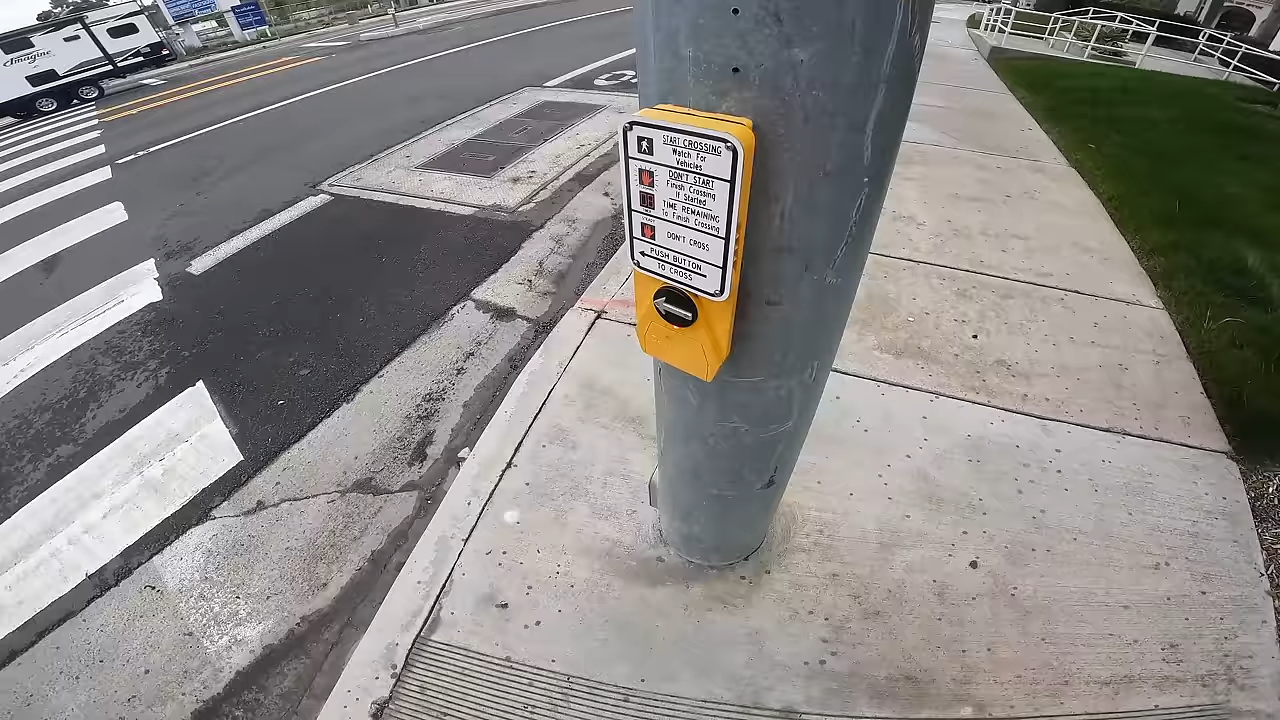 Imagine
START CROSSING
Watch For
Vehicles
DON'T START
Finish Crossing
If Started
TIME REMAINING
To Finish Crossing
DON'T CROSS
PUSH BUTTON
TO CROSS